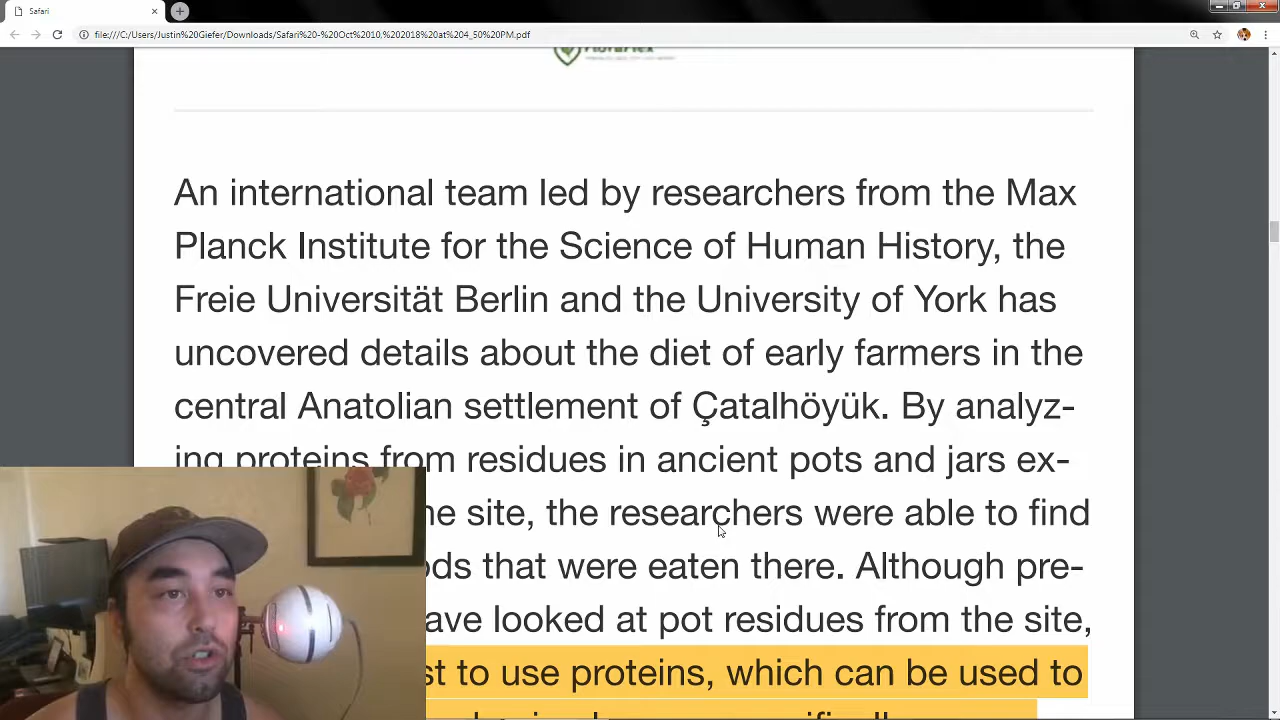 Safari
file:///C:/Users/Justin%20Giefer/Downloads/Safari%20-%20Oct%2010,%202018%20at%204_50%20PM.pdf
An international team led by researchers from the Max
Planck Institute for the Science of Human History, the
Freie Universität Berlin and the University of York has
uncovered details about the diet of early farmers in the
central Anatolian settlement of Çatalhöyük. By analyz-
ing proteins from residues in ancient pots and jars ex-
he site, the researchers were able to find
ods that were eaten there. Although pre-
ave looked at pot residues from the site,
st to use proteins, which can be used to